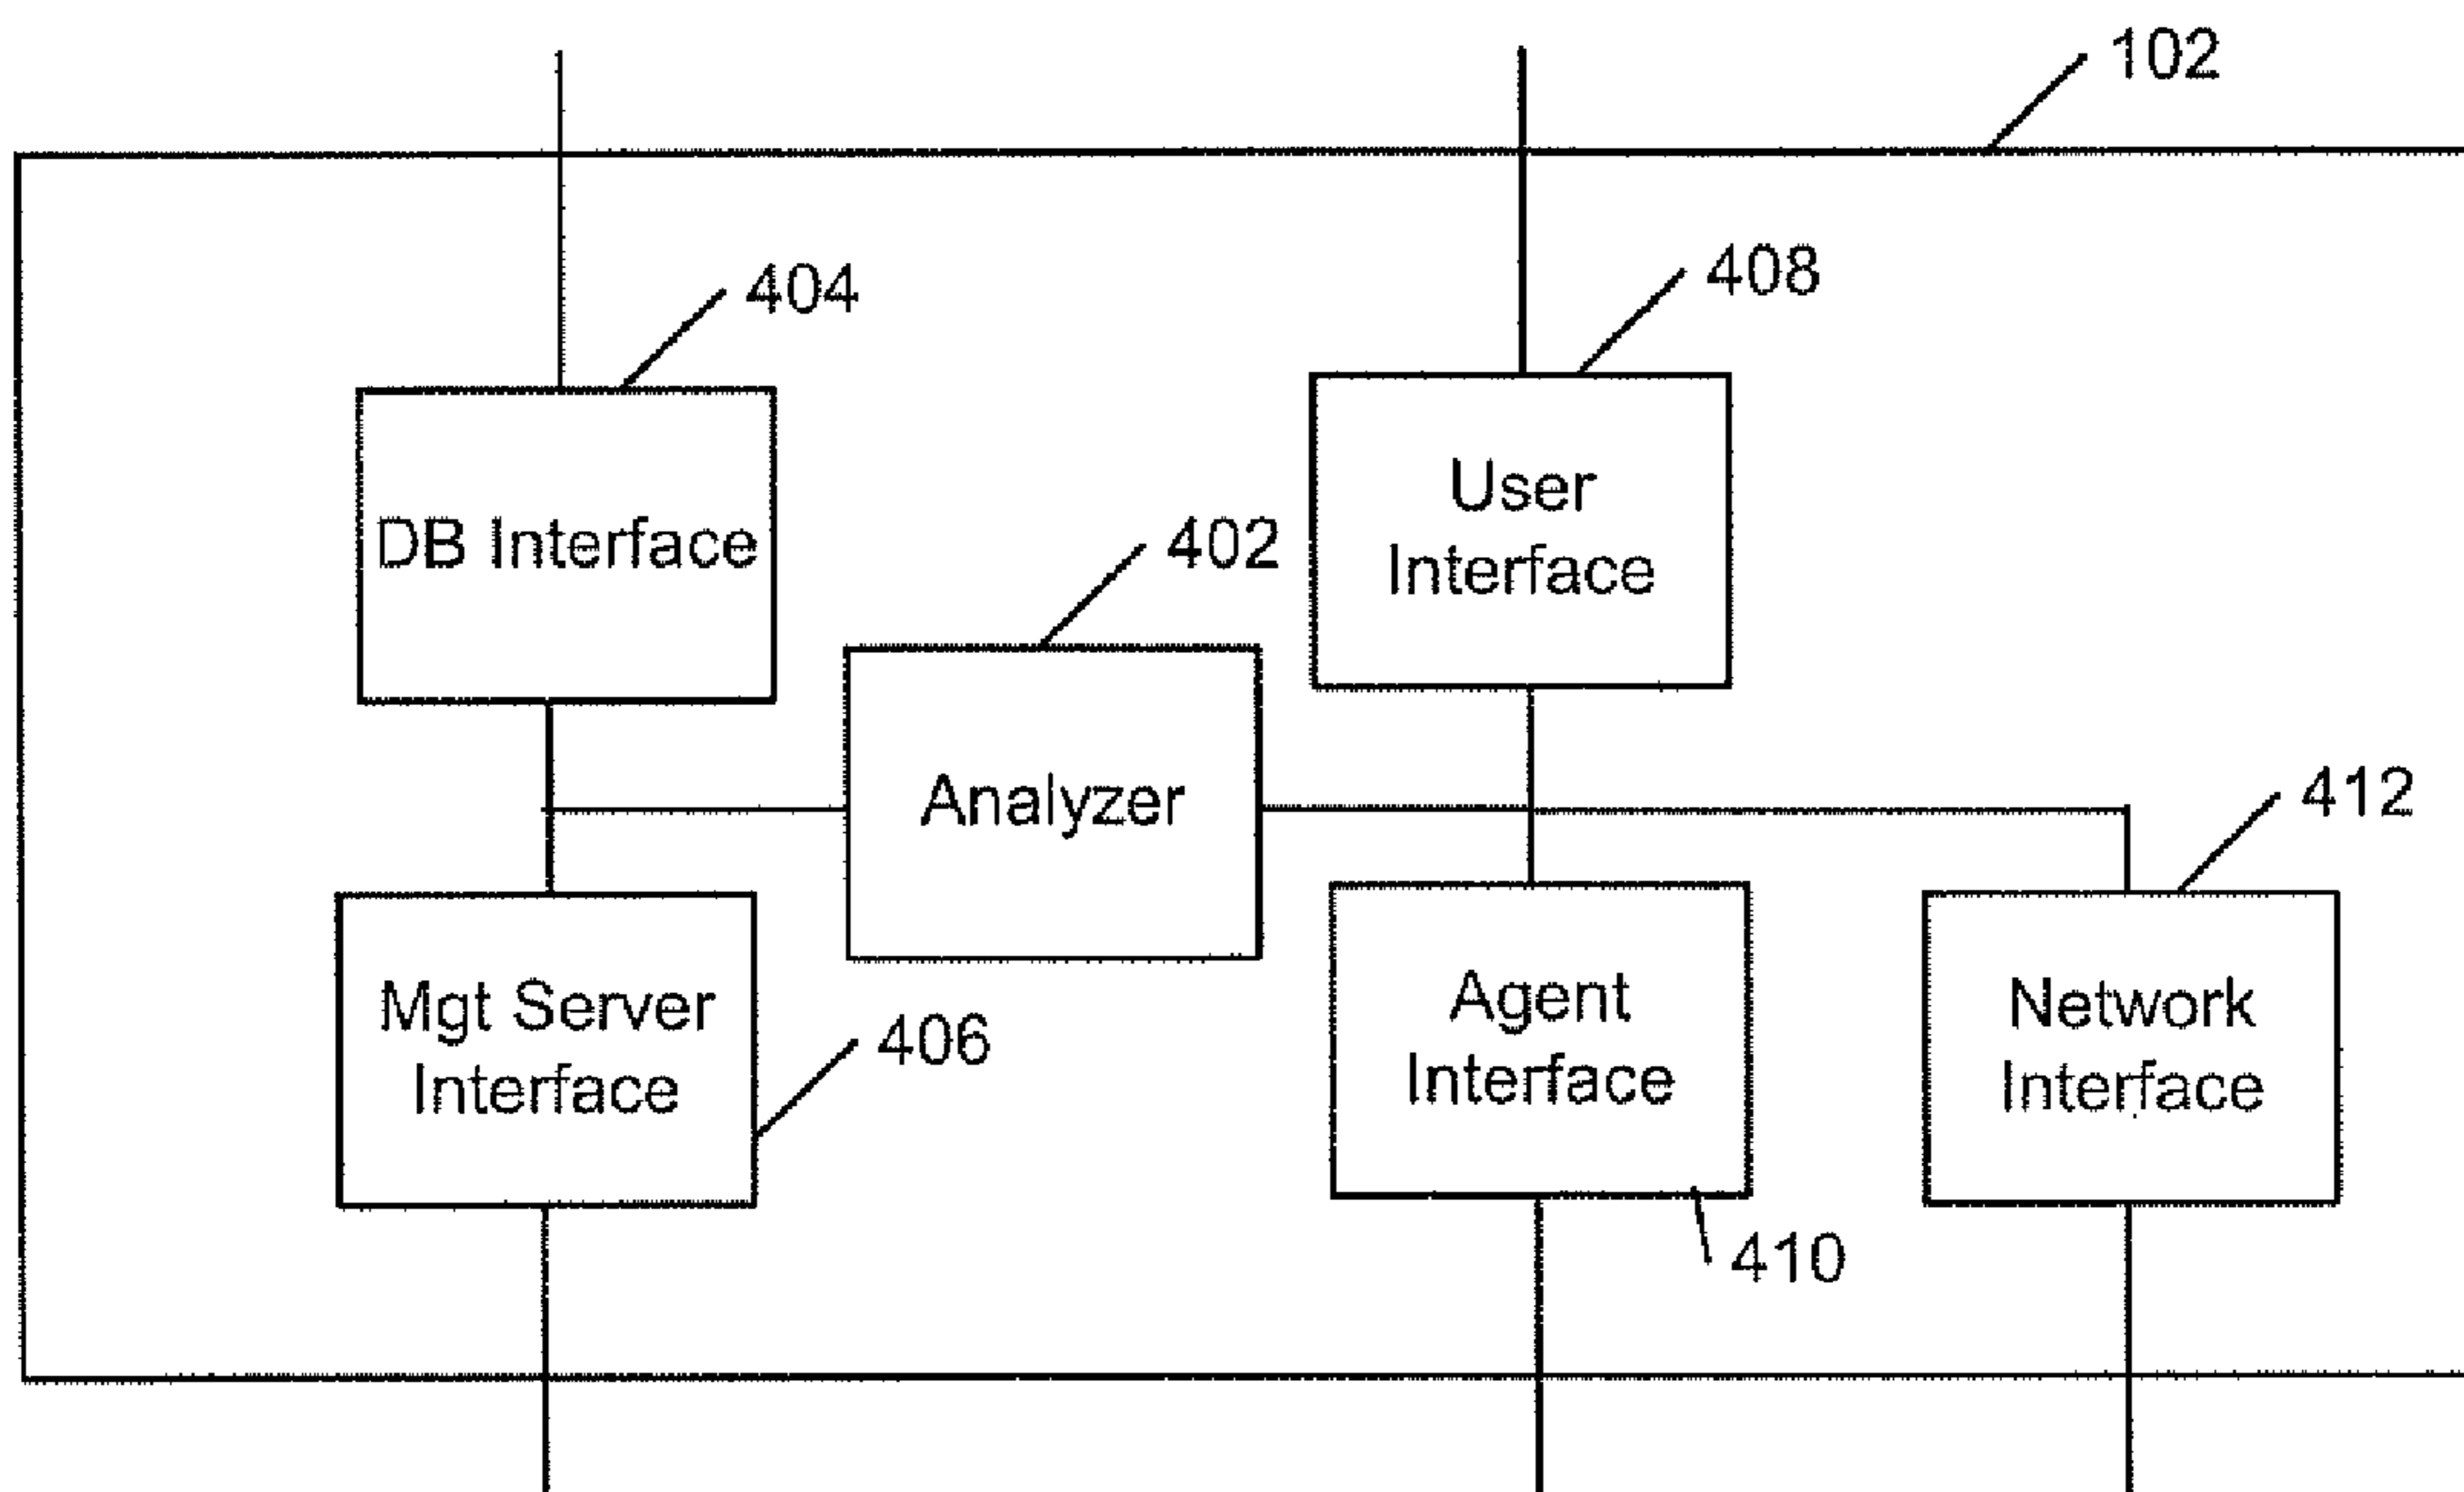 102
404
408
DB Interface
User
Interface
402
Analyzer
412
Mgt Server
Interface
406
Agent
Interface
410
Network
Interface